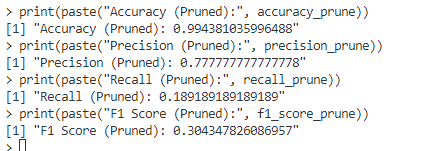 > print(paste("Accuracy (Pruned):", accuracy_prune))
[1] "Accuracy (Pruned): 0.994381035996488"
> print(paste("Precision (Pruned):", precision_prune))
[1] "Precision (Pruned): 0.777777777777778"
> print(paste("Recall (Pruned):", recall_prune))
[1] "Recall (Pruned): 0.189189189189189"
> print(paste("F1 Score (Pruned):", f1_score_prune))
[1] "F1 Score (Pruned): 0.304347826086957"
>